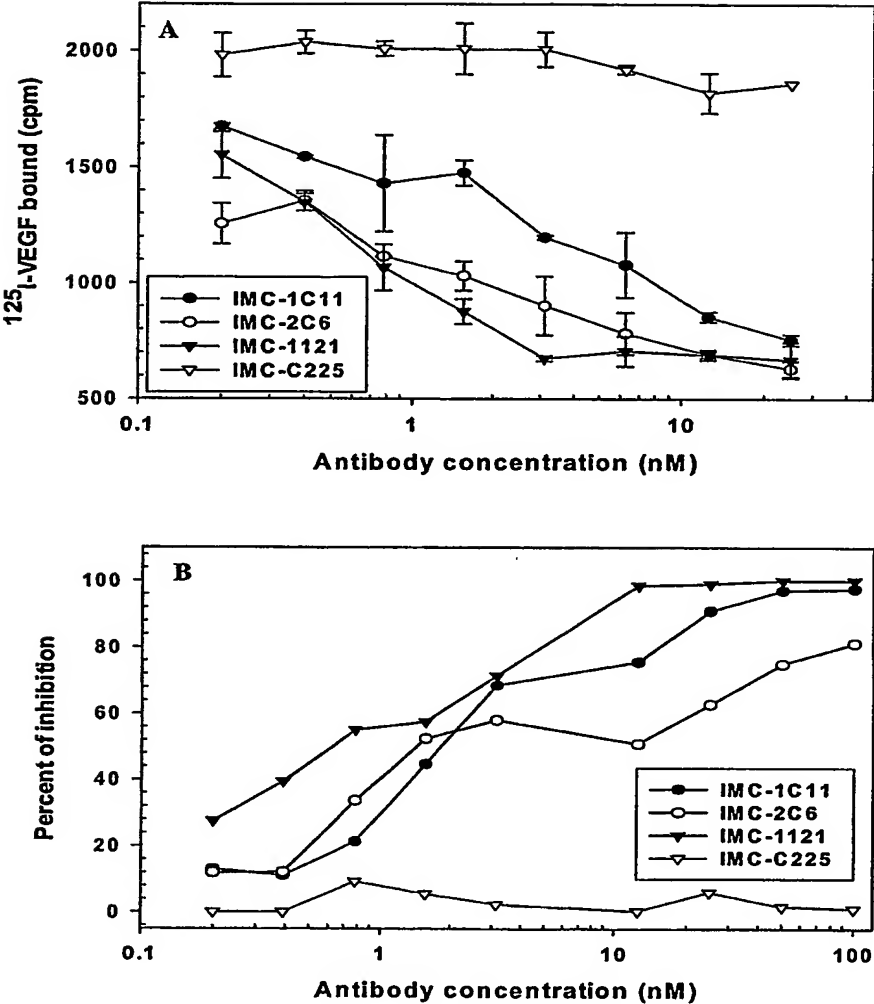 A
2000
1500
1000
500
¹²⁵I-VEGF bound (cpm)
IMC-1C11
IMC-2C6
IMC-1121
IMC-C225
0.1
1
10
Antibody concentration (nM)
B
100
80
60
40
20
0
Percent of inhibition
IMC-1C11
IMC-2C6
IMC-1121
IMC-C225
0.1
1
10
100
Antibody concentration (nM)